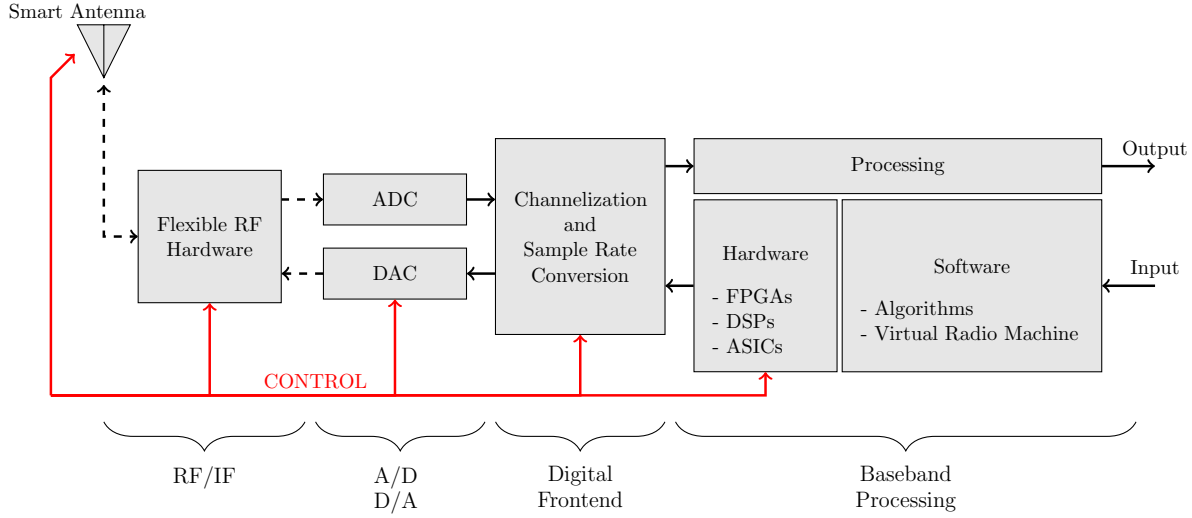 Smart Antenna
Flexible RF
Hardware
ADC
DAC
Channelization
and
Sample Rate
Conversion
Processing
Output
Hardware
- FPGAs
- DSPs
- ASICs
Software
- Algorithms
- Virtual Radio Machine
Input
CONTROL
RF/IF
A/D
D/A
Digital
Frontend
Baseband
Processing